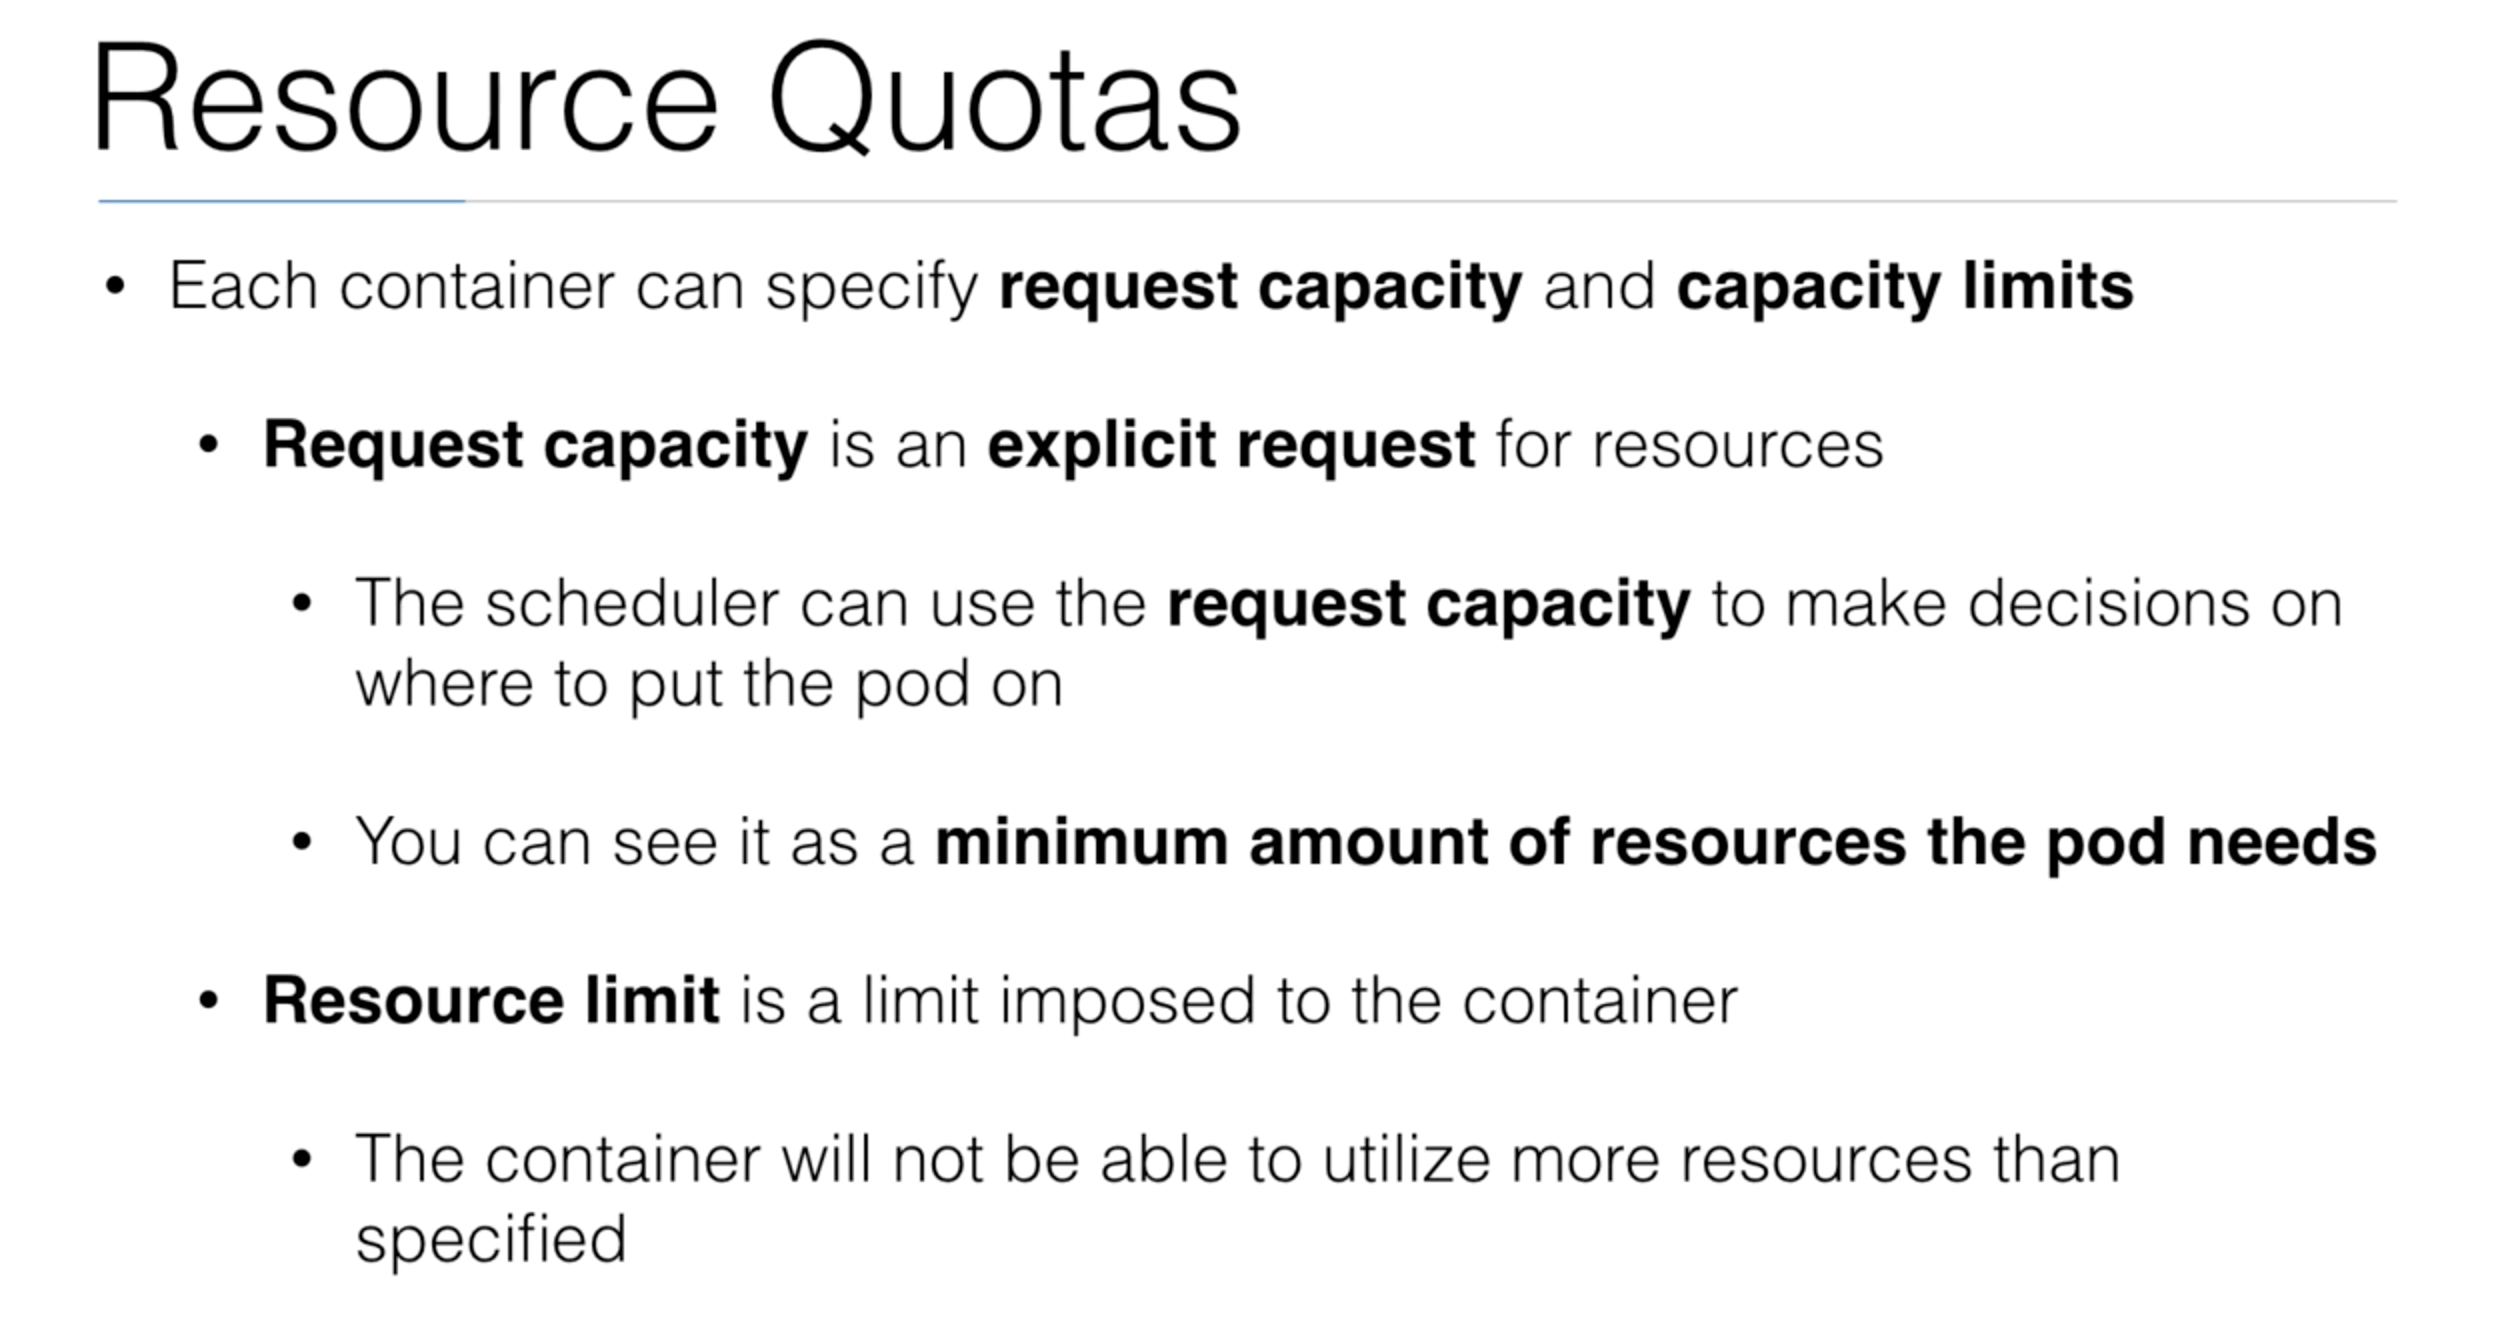 Resource Quotas
• Each container can specify request capacity and capacity limits
• Request capacity is an explicit request for resources
• The scheduler can use the request capacity to make decisions on
where to put the pod on
• You can see it as a minimum amount of resources the pod needs
• Resource limit is a limit imposed to the container
• The container will not be able to utilize more resources than
specified